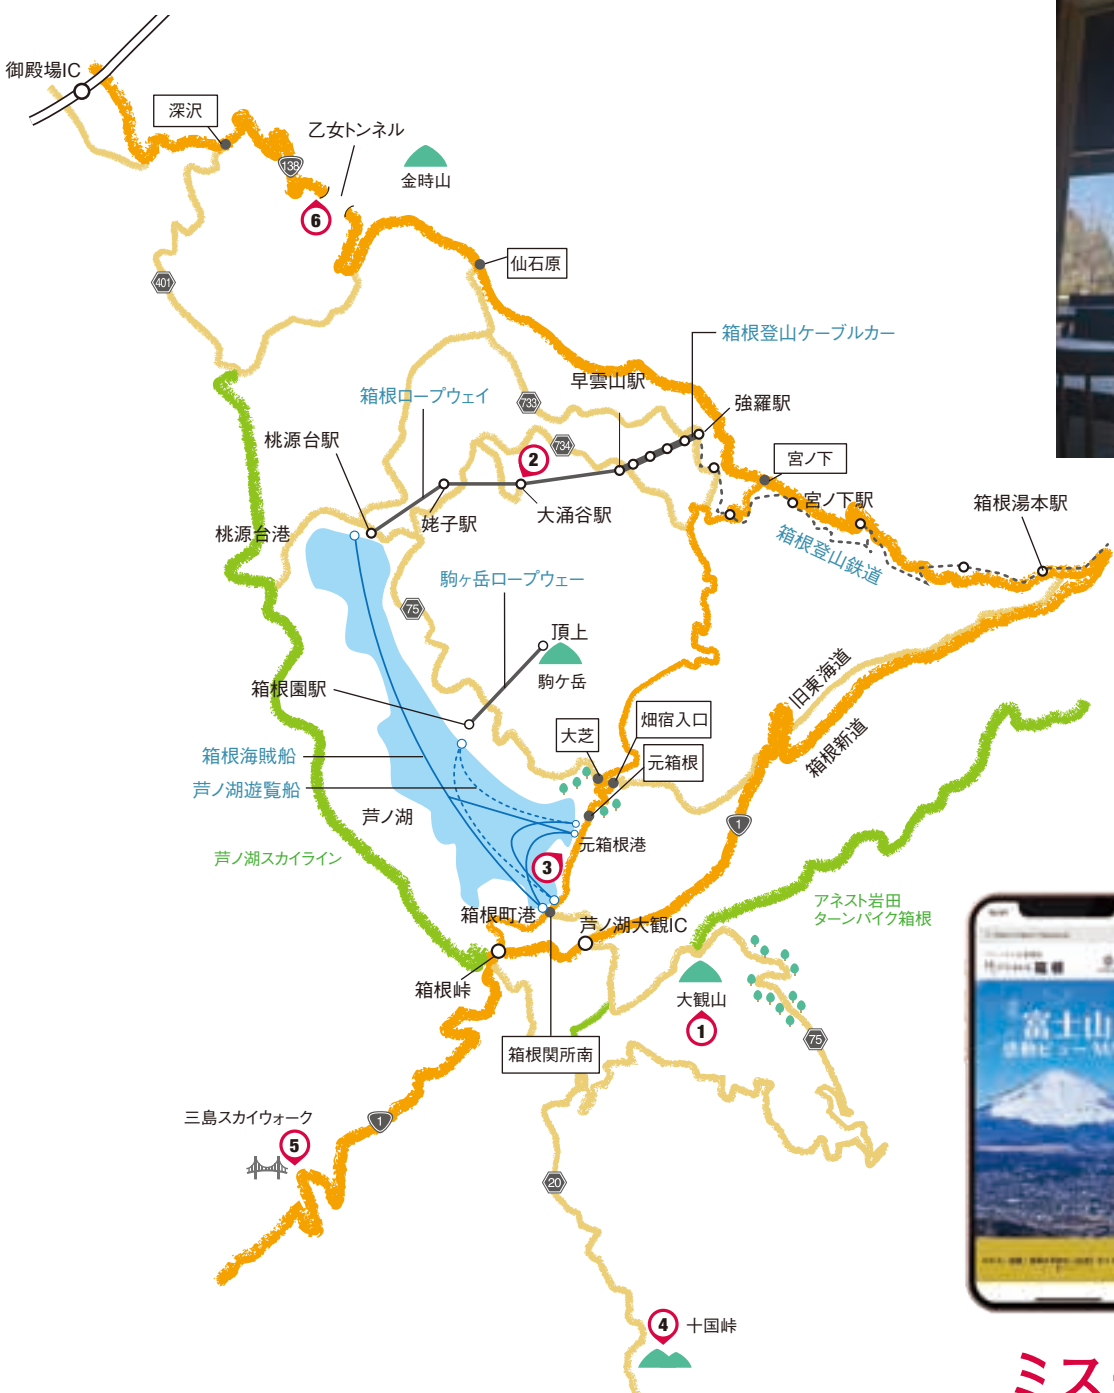 御殿場IC
深沢
乙女トンネル
138
金時山
6
仙石原
401
箱根登山ケーブルカー
早雲山駅
箱根ロープウェイ
733
強羅駅
桃源台駅
734
2
宮ノ下
姥子駅
大涌谷駅
宮ノ下駅
箱根湯本駅
桃源台港
箱根登山鉄道
駒ヶ岳ロープウェー
75
頂上
駒ケ岳
箱根園駅
旧東海道
畑宿入口
大芝
箱根新道
元箱根
箱根海賊船
芦ノ湖遊覧船
芦ノ湖
1
元箱根港
芦ノ湖スカイライン
3
アネスト岩田
ターンパイク箱根
箱根町港
芦ノ湖大観IC
箱根峠
大観山
1
箱根関所南
75
三島スカイウォーク
1
5
20
4
十国峠
富士山
ミス